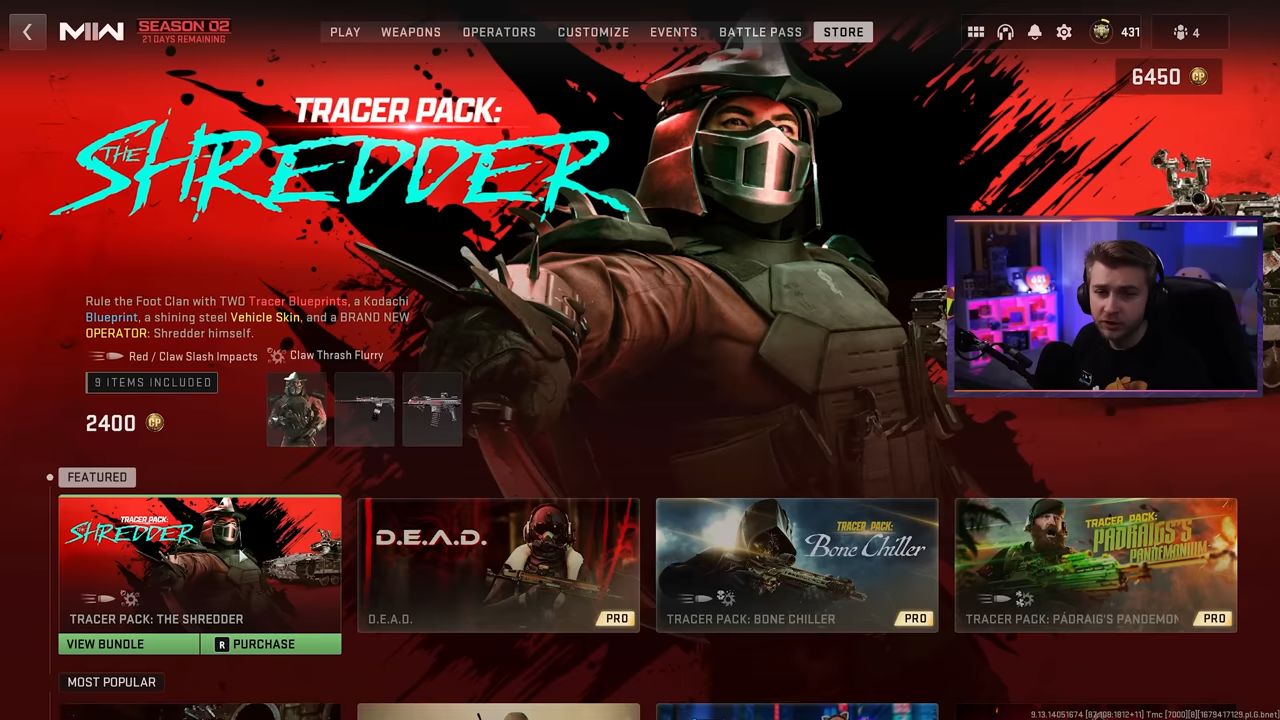 MW
SEASON 02
21 DAYS REMAINING
PLAY WEAPONS OPERATORS CUSTOMIZE EVENTS BATTLE PASS STORE
431
4
6450 CP
TRACER PACK:
THE SHREDDER
Rule the Foot Clan with TWO Tracer Blueprints, a Kodachi
Blueprint, a shining steel Vehicle Skin, and a BRAND NEW
OPERATOR: Shredder himself.
Red / Claw Slash Impacts Claw Thrash Flurry
9 ITEMS INCLUDED
2400 CP
FEATURED
TRACER PACK:
THE SHREDDER
TRACER PACK: THE SHREDDER
VIEW BUNDLE R PURCHASE
D.E.A.D.
D.E.A.D. PRO
TRACER PACK:
Bone Chiller
TRACER PACK: BONE CHILLER PRO
TRACER PACK:
PÁDRAIG'S
PANDEMONIUM
TRACER PACK: PÁDRAIG'S PANDEMON PRO
MOST POPULAR